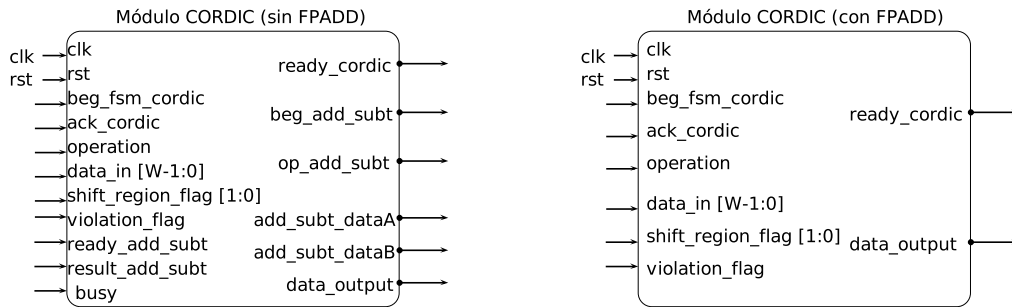 Módulo CORDIC (sin FPADD)
clk
rst
clk
rst
beg_fsm_cordic
ack_cordic
operation
data_in [W-1:0]
shift_region_flag [1:0]
violation_flag
ready_add_subt
result_add_subt
busy
ready_cordic
beg_add_subt
op_add_subt
add_subt_dataA
add_subt_dataB
data_output
Módulo CORDIC (con FPADD)
clk
rst
clk
rst
beg_fsm_cordic
ack_cordic
operation
data_in [W-1:0]
shift_region_flag [1:0]
violation_flag
ready_cordic
data_output